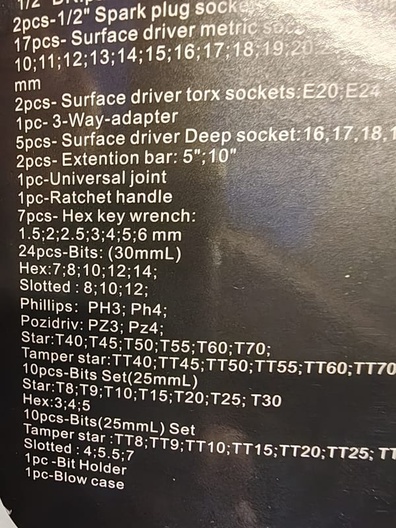 2pcs-1/2" Spark plug socke
17pcs- Surface driver metric soc
10;11;12;13;14;15;16;17;18;19;20
mm
2pcs- Surface driver torx sockets:E20;E24
1pc- 3-Way-adapter
5pcs- Surface driver Deep socket:16,17,18,1
2pcs- Extention bar: 5";10"
1pc-Universal joint
1pc-Ratchet handle
7pcs- Hex key wrench:
1.5;2;2.5;3;4;5;6 mm
24pcs-Bits: (30mmL)
Hex:7;8;10;12;14;
Slotted : 8;10;12;
Phillips: PH3; Ph4;
Pozidriv: PZ3; Pz4;
Star:T40;T45;T50;T55;T60;T70;
Tamper star:TT40;TT45;TT50;TT55;TT60;TT70
10pcs-Bits Set(25mmL)
Star:T8;T9;T10;T15;T20;T25; T30
Hex:3;4;5
10pcs-Bits(25mmL) Set
Tamper star :TT8;TT9;TT10;TT15;TT20;TT25; TT
Slotted : 4;5.5;7
1pc -Bit Holder
1pc-Blow case